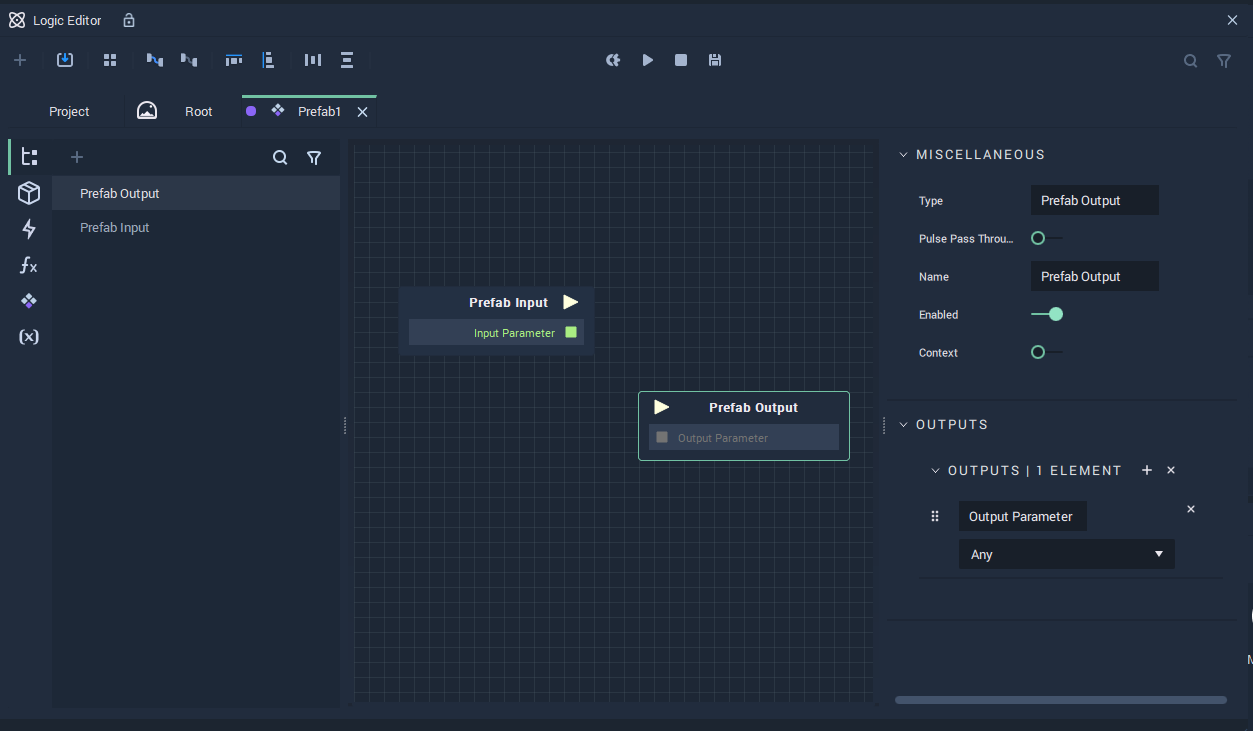 Logic Editor
Project
Root
Prefab1
Prefab Output
Prefab Input
Prefab Input
Input Parameter
Prefab Output
Output Parameter
MISCELLANEOUS
Type
Prefab Output
Pulse Pass Throu...
Name
Prefab Output
Enabled
Context
OUTPUTS
OUTPUTS | 1 ELEMENT
Output Parameter
Any